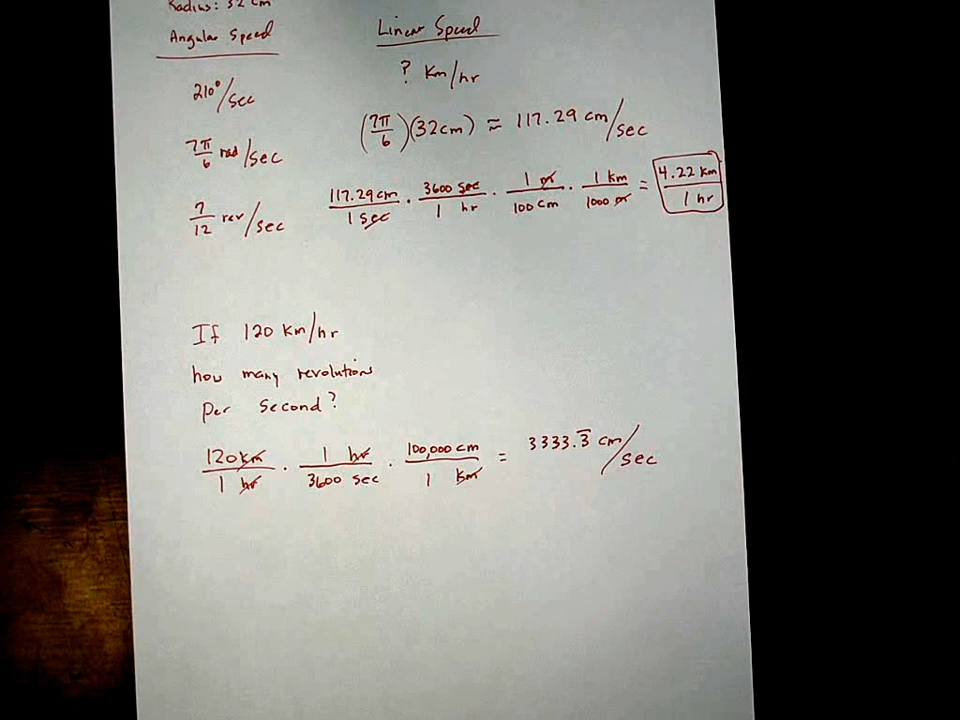 Radius: 32 cm
Angular Speed
Linear Speed
? Km/hr
210°/sec
(7π/6)(32cm) ≈ 117.29 cm/sec
7π/6 rad/sec
117.29cm/1 sec · 3600 sec/1 hr · 1 m/100 cm · 1 km/1000 m = 4.22 km/1 hr
7/12 rev/sec
If 120 km/hr
how many revolutions
per second?
120km/1 hr · 1 hr/3600 sec · 100,000 cm/1 km = 3333.3̅ cm/sec